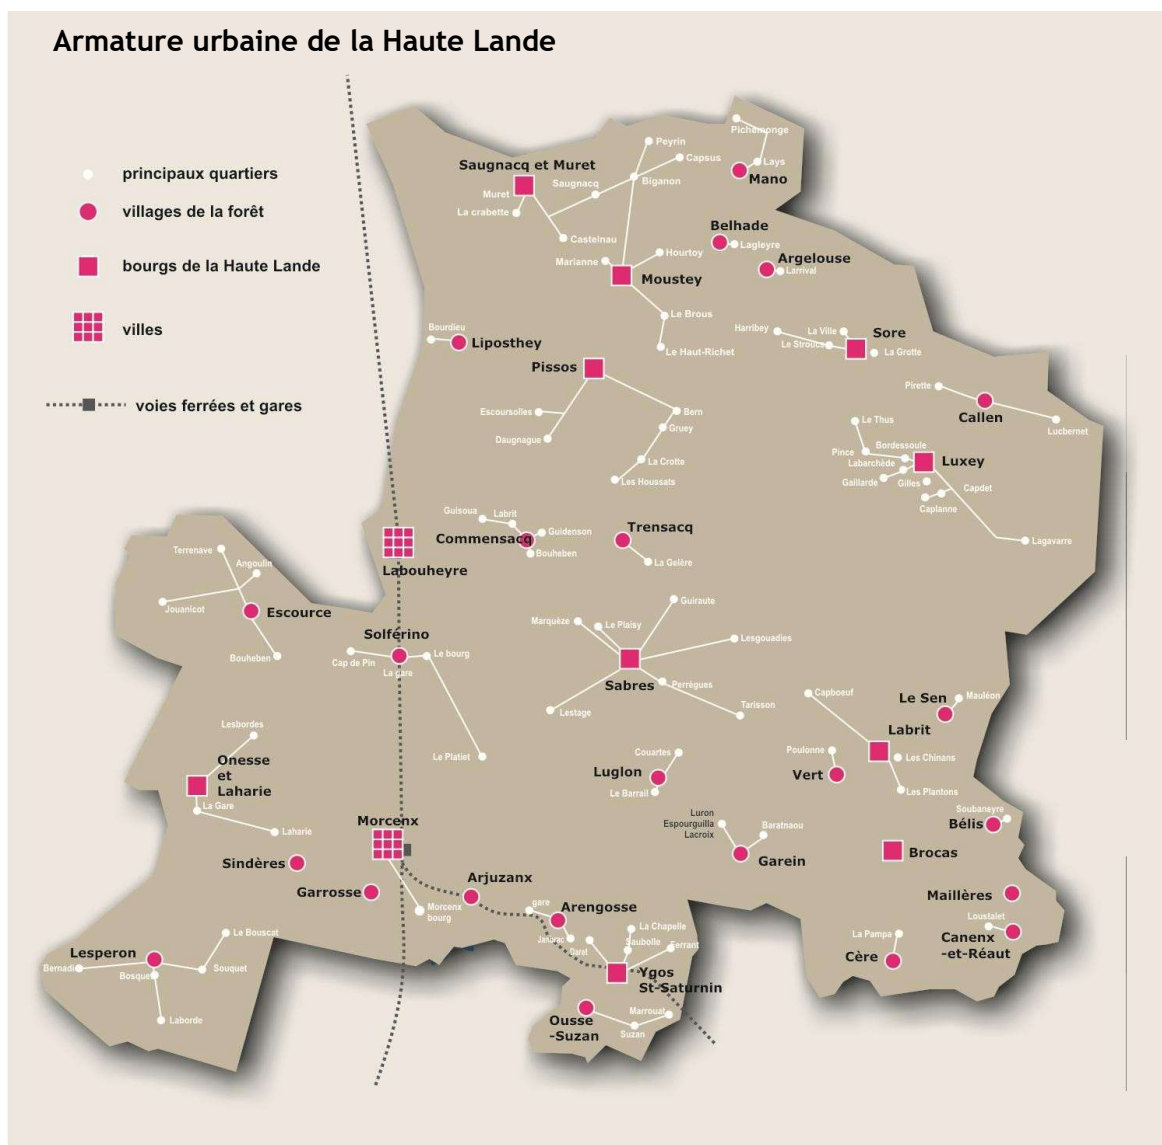 Armature urbaine de la Haute Lande
principaux quartiers
villages de la forêt
bourgs de la Haute Lande
villes
voies ferrées et gares
Pichemonge
Peyrin
Capsus
Lays
Mano
Saugnacq et Muret
Saugnacq
Biganon
Muret
La crabette
Castelnau
Belhade
Lagleyre
Marianne
Hourtoy
Argelouse
Larrival
Moustey
Le Brous
Bourdieu
Liposthey
Le Haut-Richet
Harribey
La Ville
Sore
Le Strouca
La Grotte
Pissos
Pirette
Callen
Lucbernet
Escoursolles
Bern
Daugnague
Gruey
Le Thus
Bordessoule
Pince
Labarchède
Luxey
La Crotte
Les Houssats
Gaillarde
Gilles
Capdet
Caplanne
Lagavarre
Guisoux
Labrit
Guidenson
Commensacq
Bouheben
Trensacq
La Gelère
Labouheyre
Terrenave
Angoulin
Jouanicot
Escource
Bouheben
Solférino
Cap de Pin
Le bourg
La gare
Le Platiet
Marquèze
Le Plaisy
Guiraute
Lesgouadies
Sabres
Perrègues
Lestage
Tarisson
Capboeuf
Le Sen
Mauléon
Labrit
Les Chinans
Poulonne
Vert
Les Plantons
Lesbordes
Onesse
et
Laharie
La Gare
Laharie
Couartes
Luglon
Le Barrail
Luron
Espourguilla
Lacroix
Baratnaou
Garein
Soubaneyre
Bélis
Brocas
Morcenx
Sindères
Garrosse
Morcenx
bourg
Arjuzanx
gare
Arengosse
Daret
La Chapelle
Saubolle
Ferrant
Ygos
St-Saturnin
Maillères
Loustalet
Canenx
-et-Réaut
La Pampa
Cère
Le Bouscat
Lesperon
Bernadi
Bosque
Souquet
Laborde
Ousse
-Suzan
Marrouat
Suzan